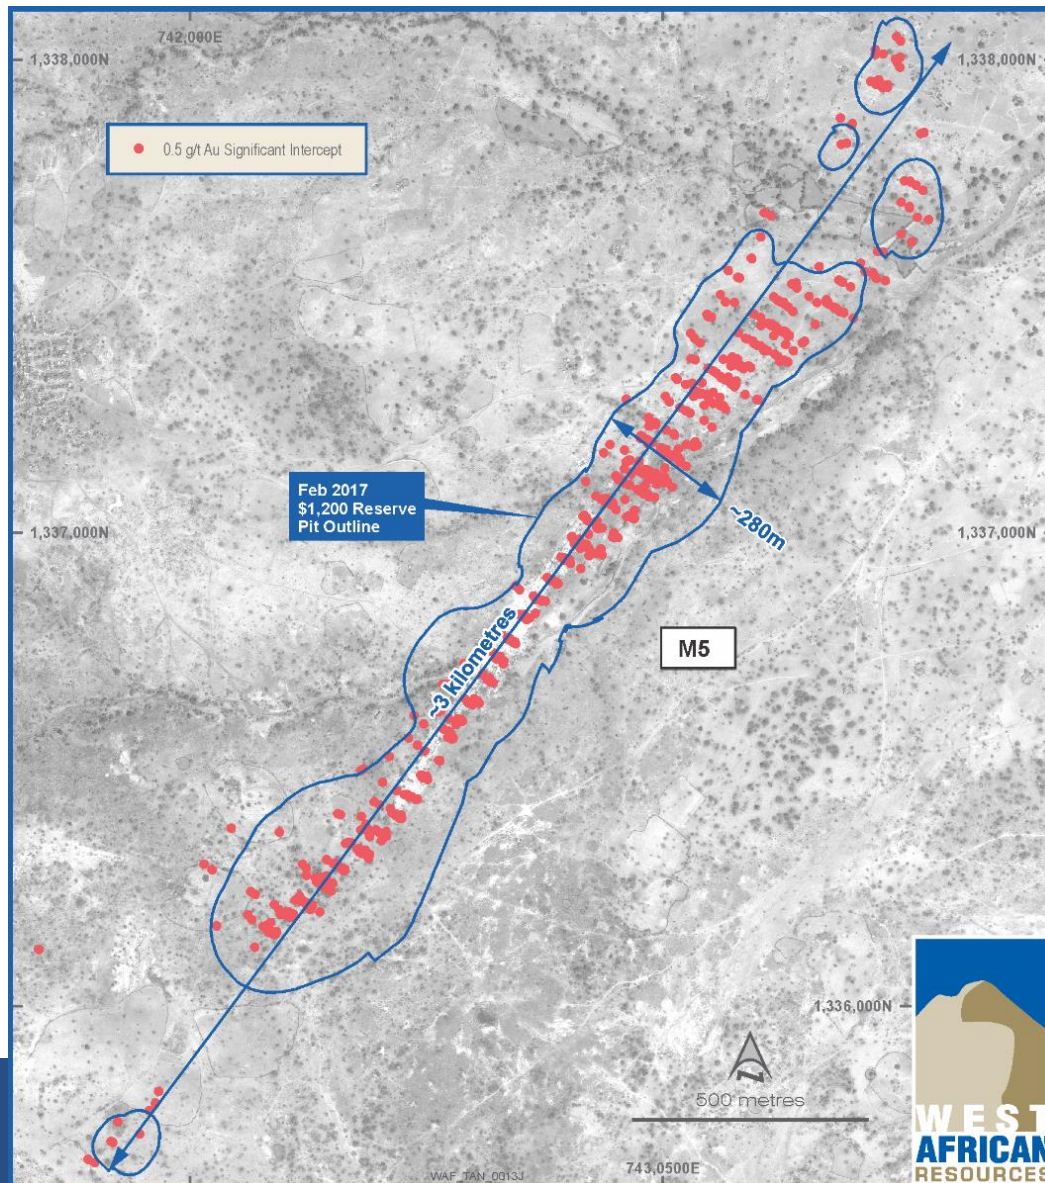 742,000E
1,338,000N
1,338,000N
0.5 g/t Au Significant Intercept
Feb 2017
$1,200 Reserve
Pit Outline
1,337,000N
1,337,000N
~280m
~3 kilometres
M5
1,336,000N
N
500 metres
743,0500E
WAF_TAN_0013J
WEST
AFRICAN
RESOURCES